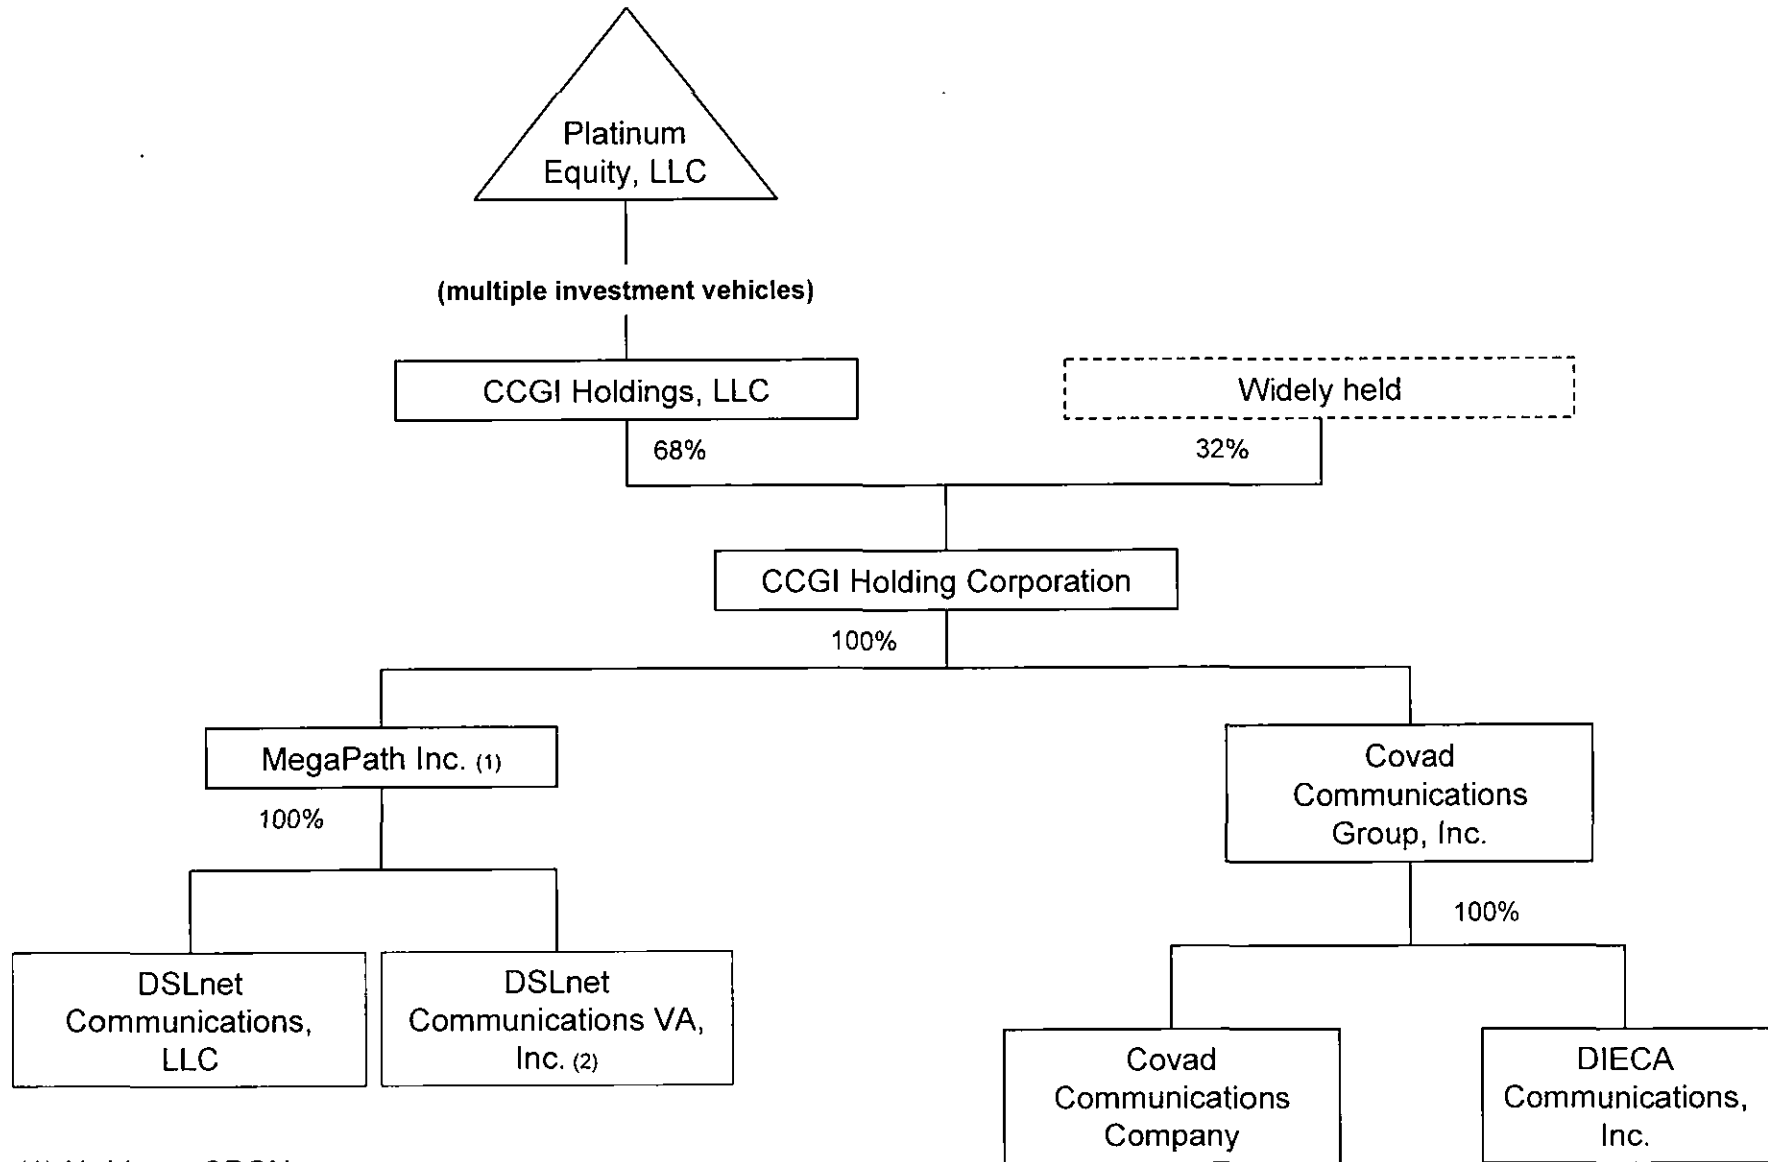 Platinum
Equity, LLC
(multiple investment vehicles)
CCGI Holdings, LLC
Widely held
68%
32%
CCGI Holding Corporation
100%
MegaPath Inc. (1)
Covad
Communications
Group, Inc.
100%
100%
DSLnet
Communications,
LLC
DSLnet
Communications VA,
Inc. (2)
Covad
Communications
Company
DIECA
Communications,
Inc.